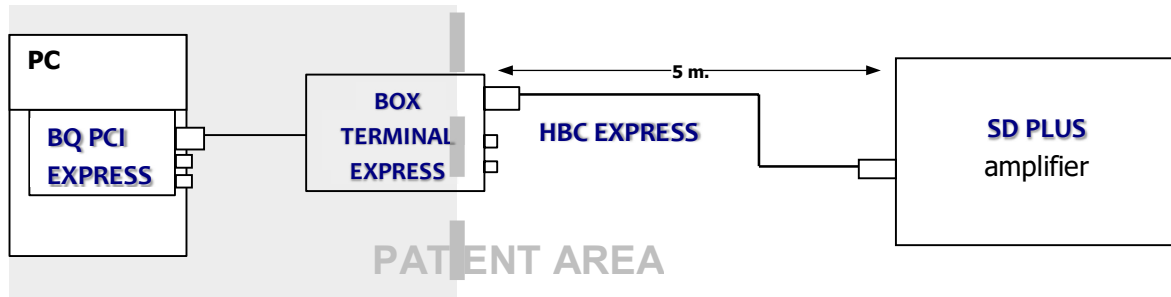 PC
BQ PCI
EXPRESS
BOX
TERMINAL
EXPRESS
5 m.
HBC EXPRESS
SD PLUS
amplifier
PATIENT AREA